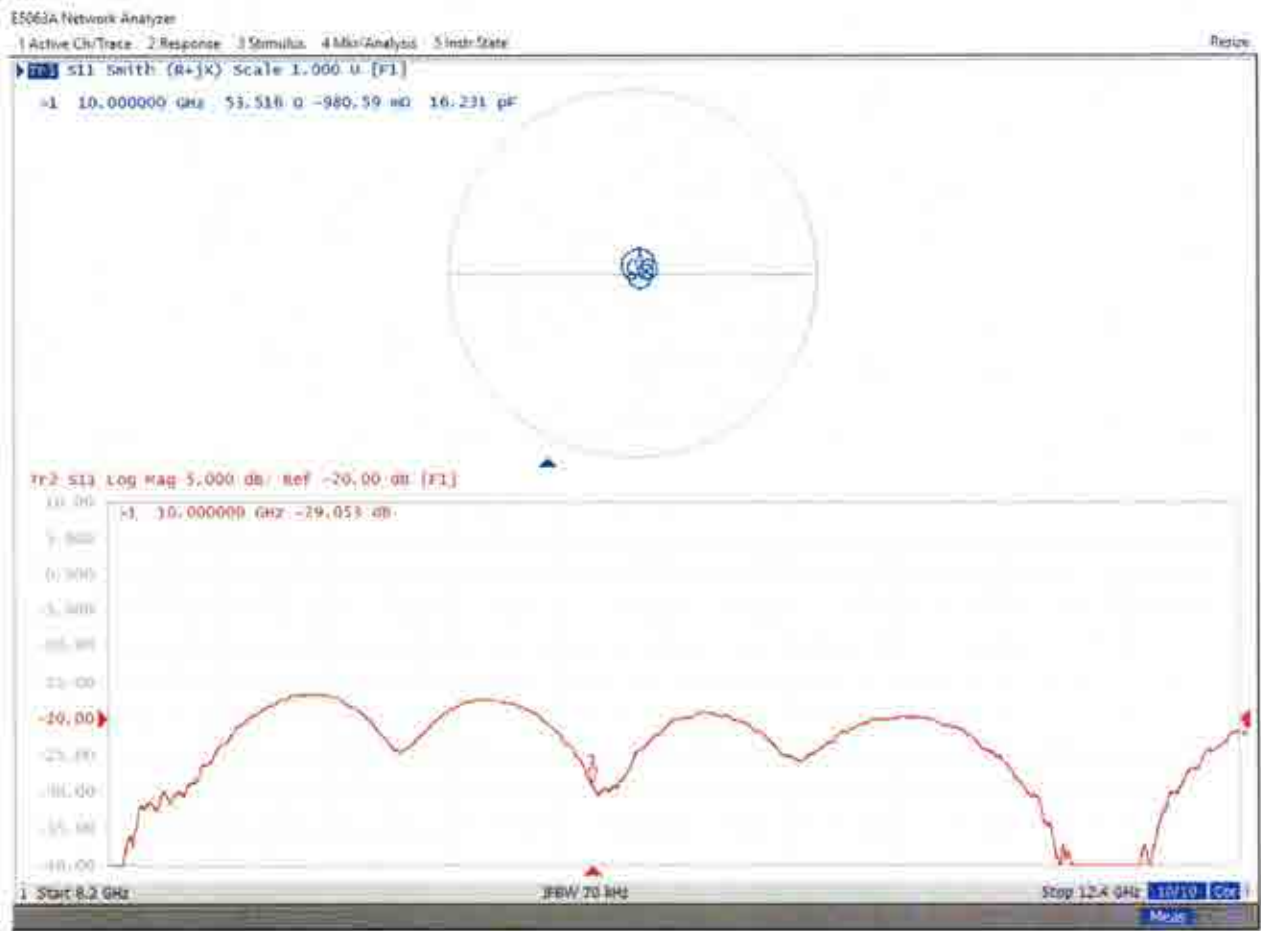 E5063A Network Analyzer
1 Active Ch/Trace 2 Response 3 Stimulus 4 Mkr/Analysis 5 Instr State Resize
Tr1 S11 Smith (R+jX) Scale 1.000 U [F1]
>1 10.000000 GHz 53.516 Ω -980.59 mΩ 16.231 pF
Tr2 S11 Log Mag 5.000 dB/ Ref -20.00 dB [F1]
10.00
>1 10.000000 GHz -29.053 dB
5.000
0.000
-5.000
-10.00
-15.00
-20.00
-25.00
1
-30.00
-35.00
-40.00
1 Start 8.2 GHz IFBW 70 kHz Stop 12.4 GHz 10/10 Cor
Meas